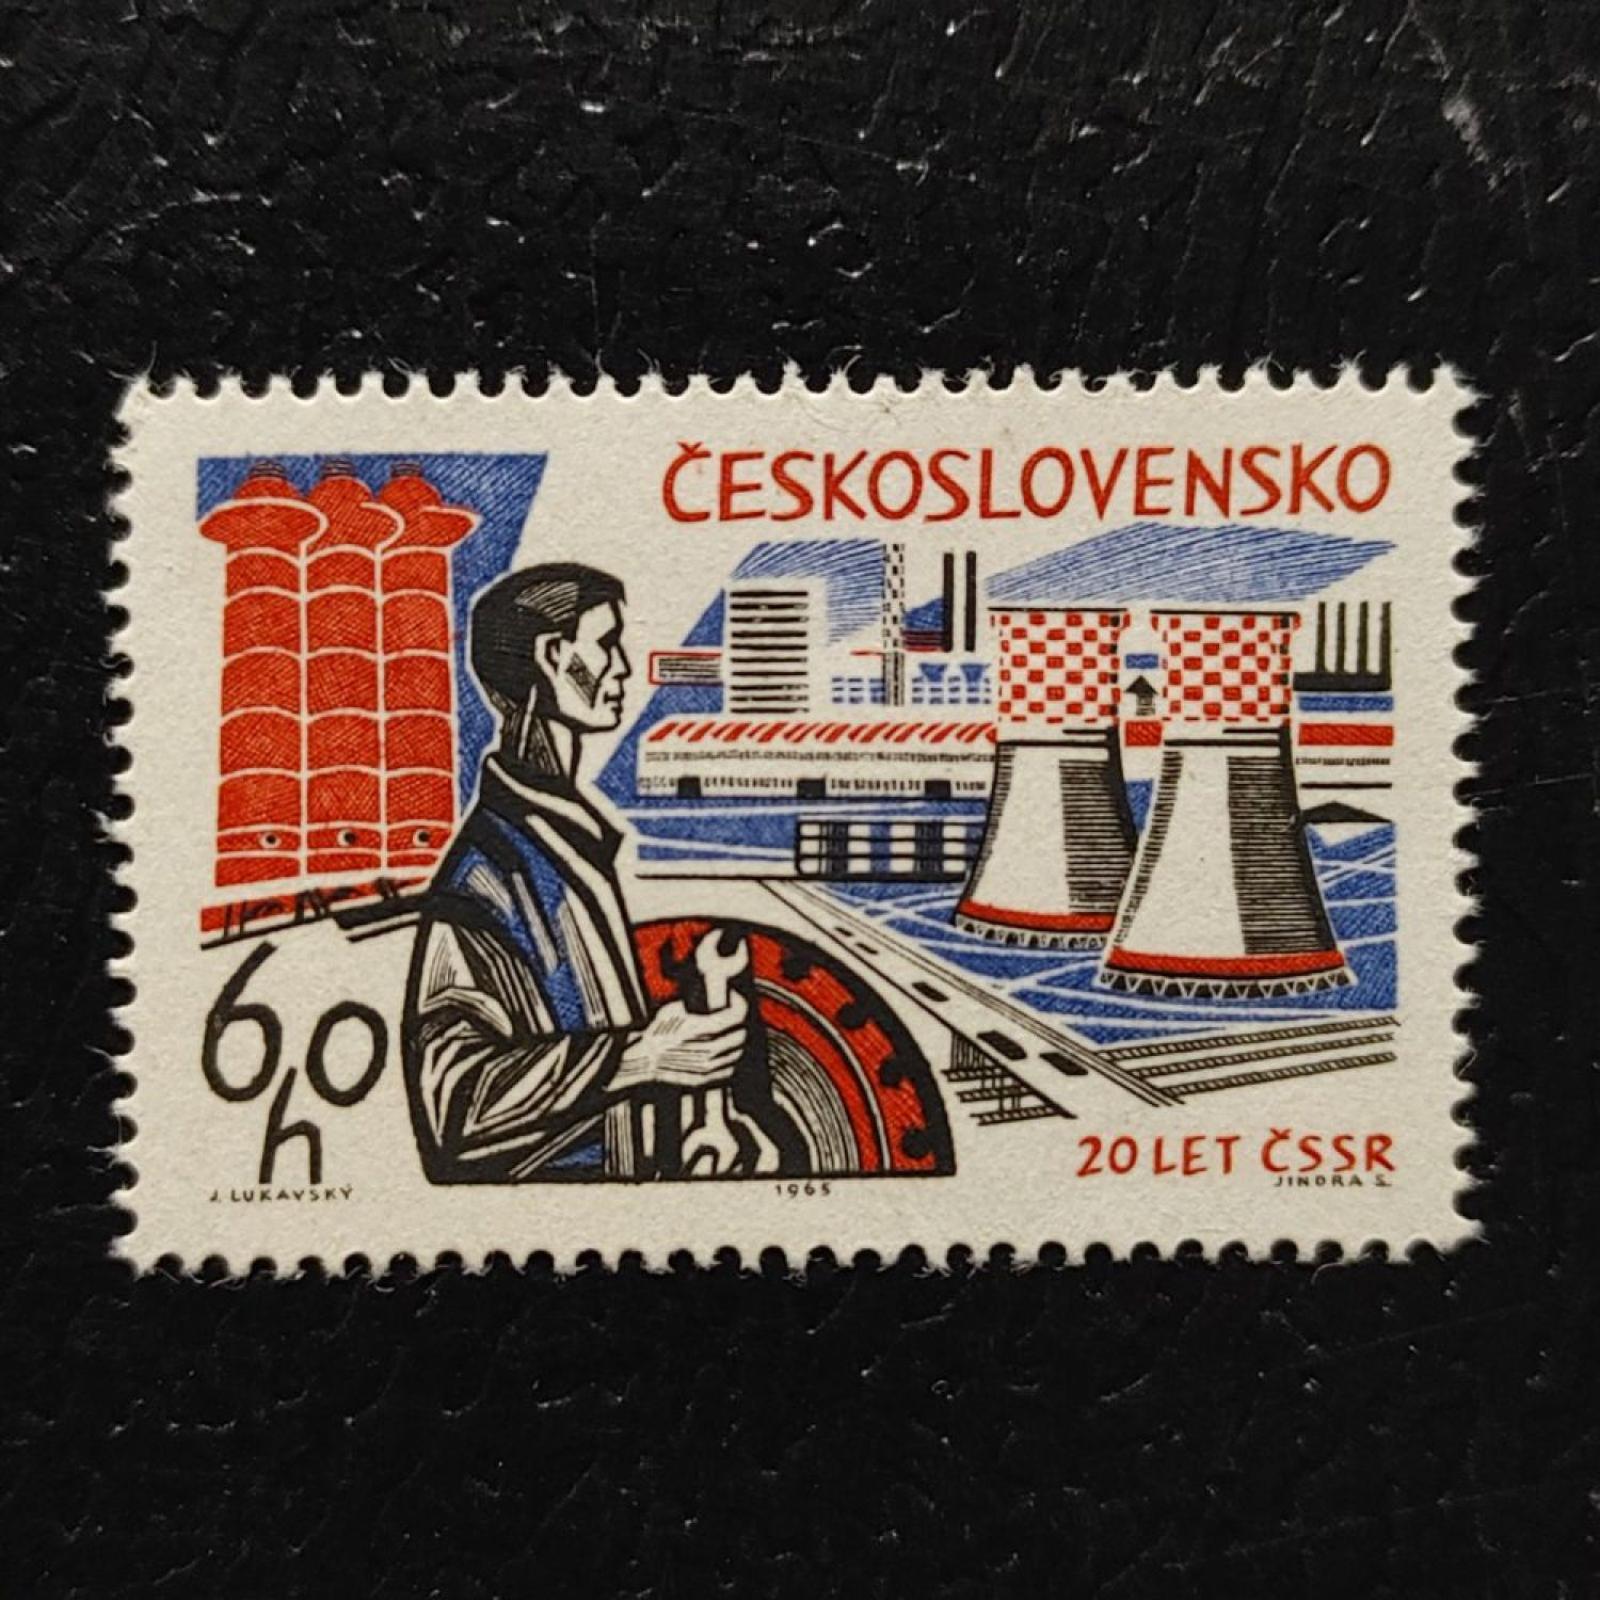 ČESKOSLOVENSKO
60
h
20 LET ČSSR
J. LUKAVSKÝ
1965
JINDRA S.